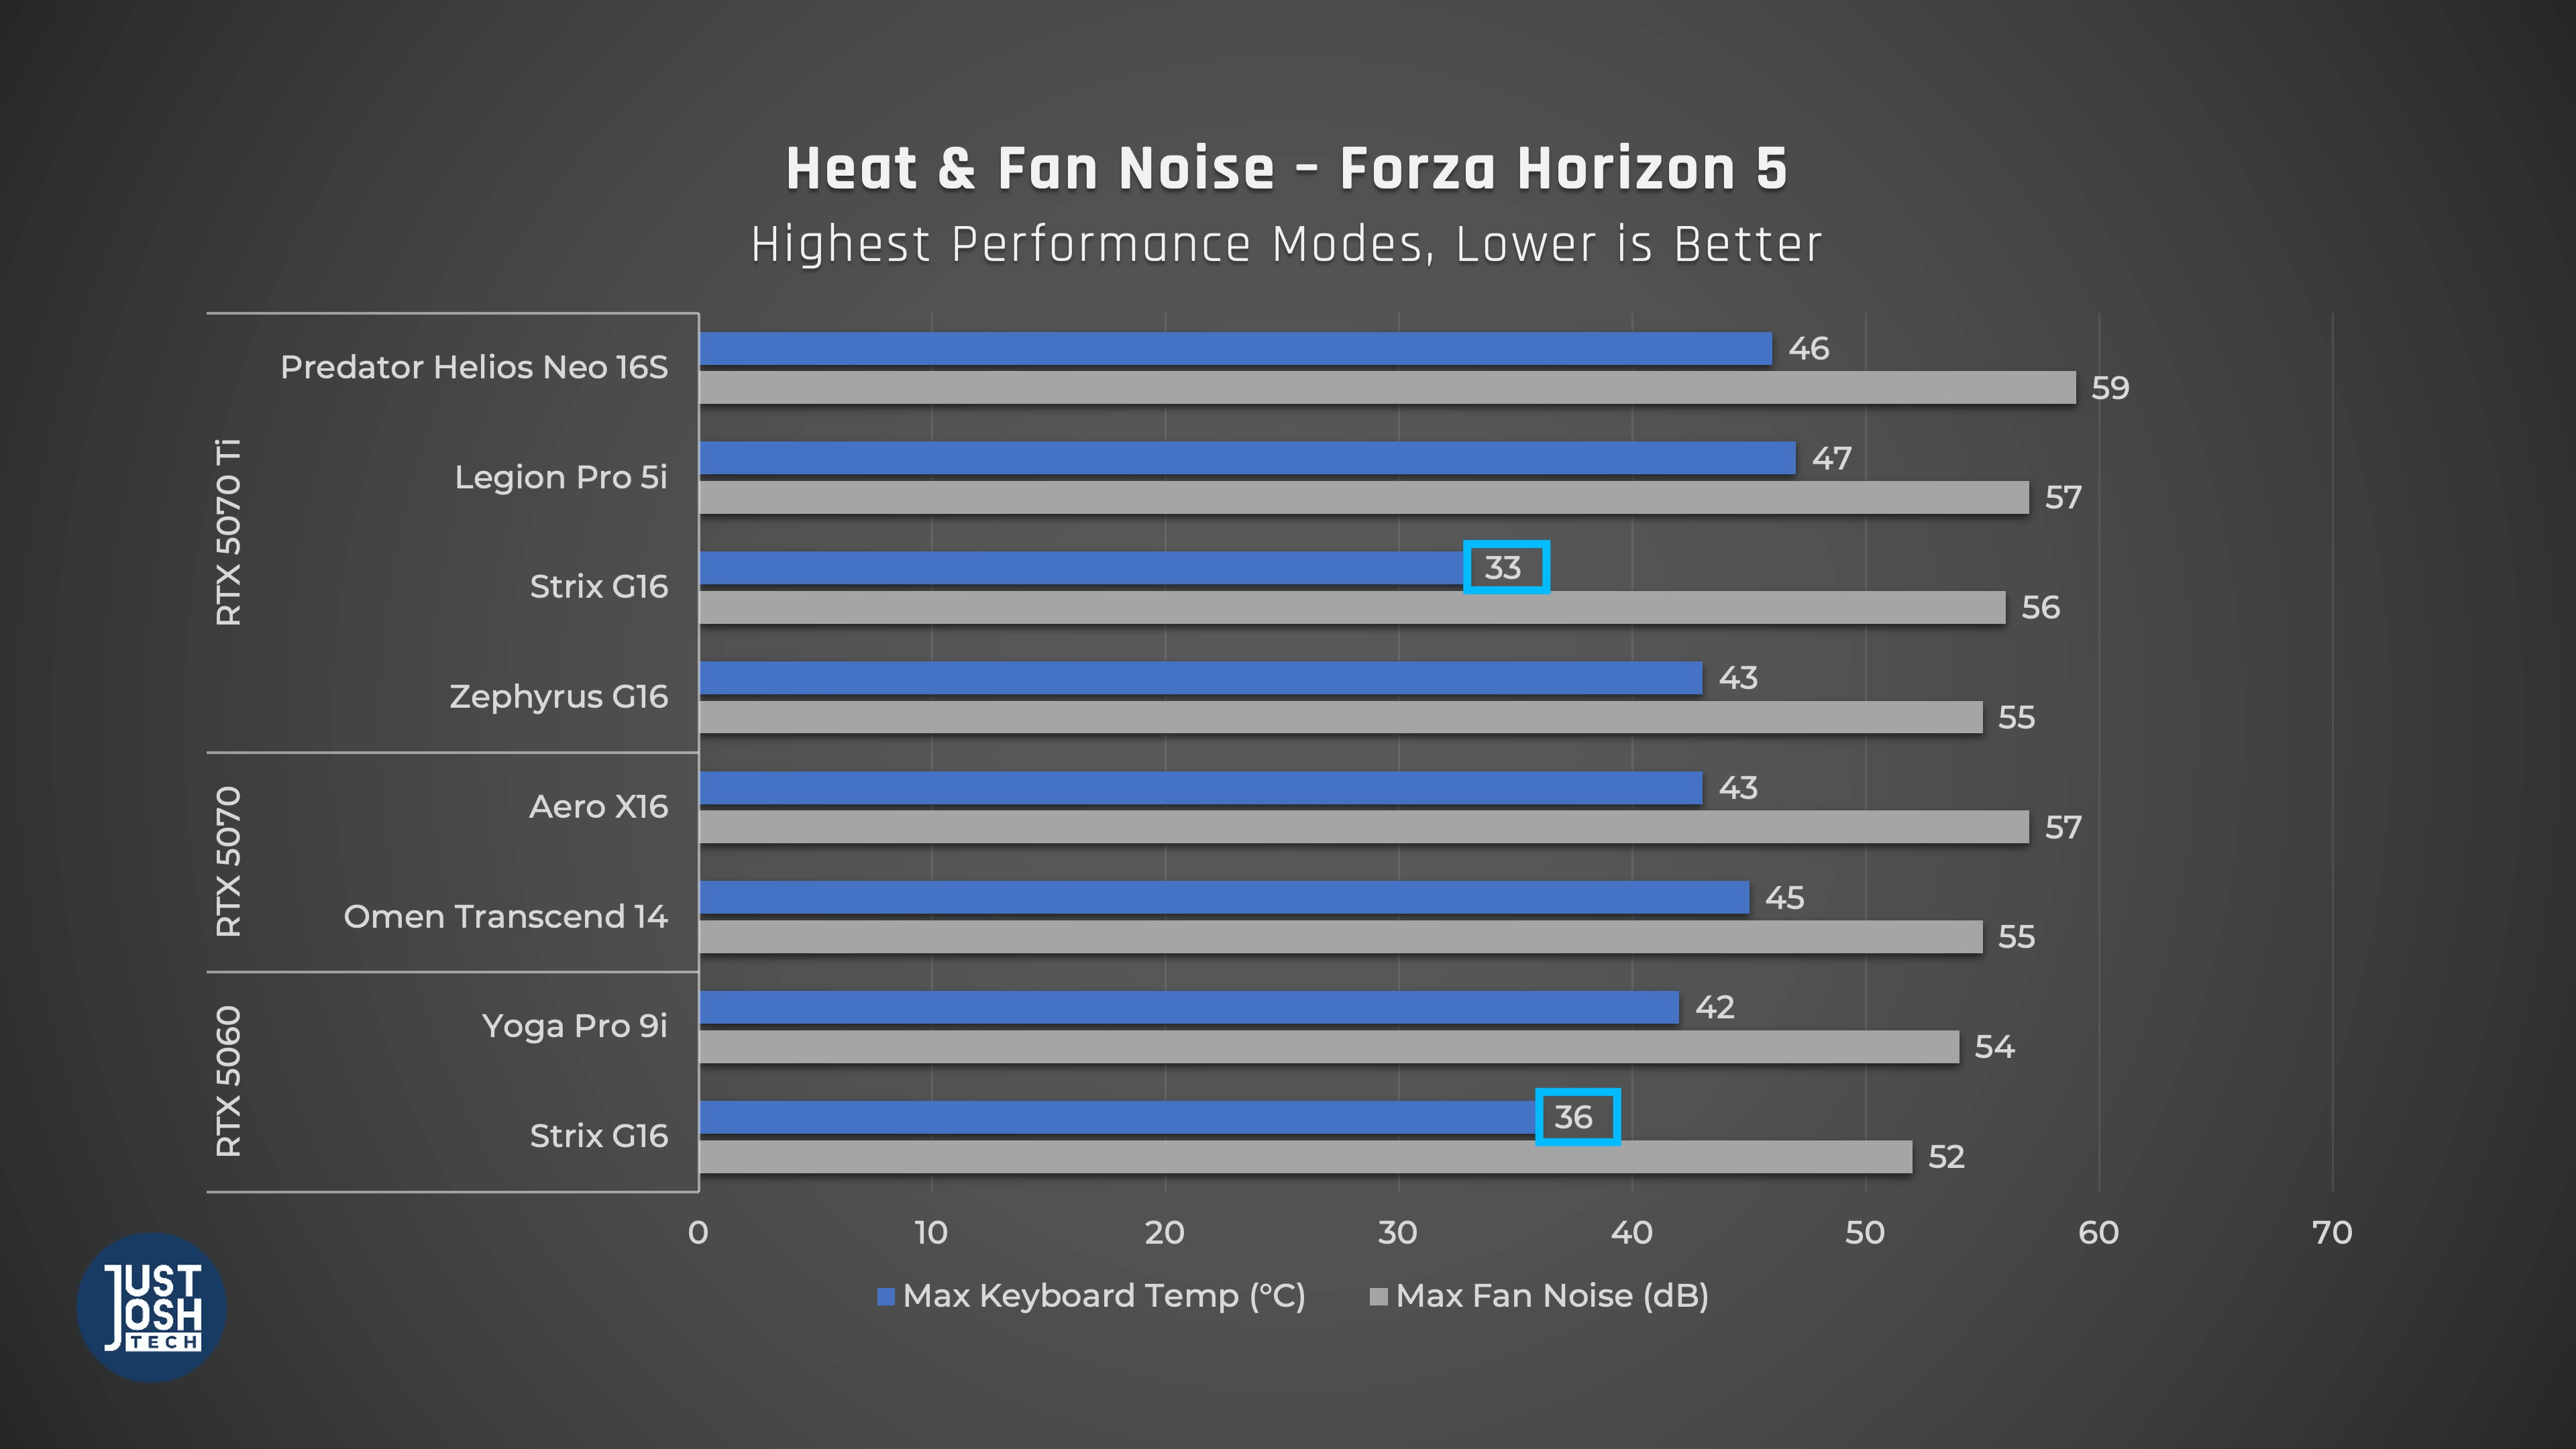 Heat & Fan Noise – Forza Horizon 5
Highest Performance Modes, Lower is Better
RTX 5070 Ti
Predator Helios Neo 16S
46
59
Legion Pro 5i
47
57
Strix G16
33
56
Zephyrus G16
43
55
RTX 5070
Aero X16
43
57
Omen Transcend 14
45
55
RTX 5060
Yoga Pro 9i
42
54
Strix G16
36
52
0 10 20 30 40 50 60 70
Max Keyboard Temp (°C) Max Fan Noise (dB)
JUST
JOSH
TECH